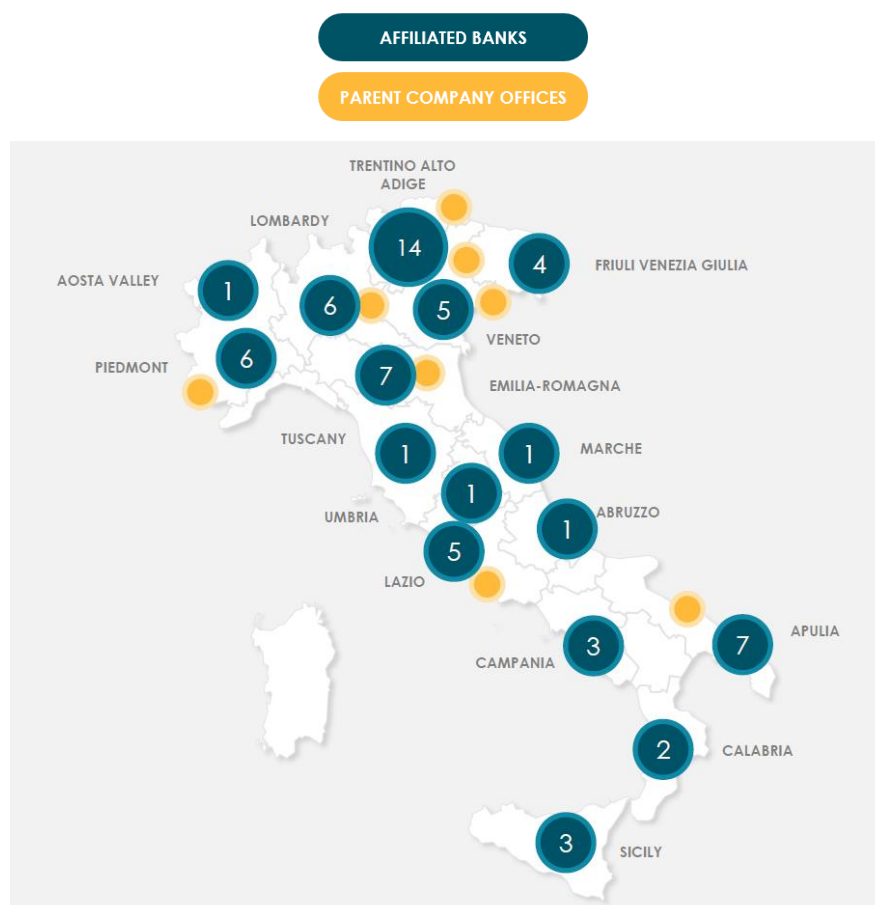 AFFILIATED BANKS
PARENT COMPANY OFFICES
TRENTINO ALTO
ADIGE
LOMBARDY
14
4
FRIULI VENEZIA GIULIA
AOSTA VALLEY
1
6
5
VENETO
PIEDMONT
6
7
EMILIA-ROMAGNA
TUSCANY
1
1
MARCHE
UMBRIA
1
ABRUZZO
1
5
LAZIO
APULIA
7
3
CAMPANIA
2
CALABRIA
3
SICILY